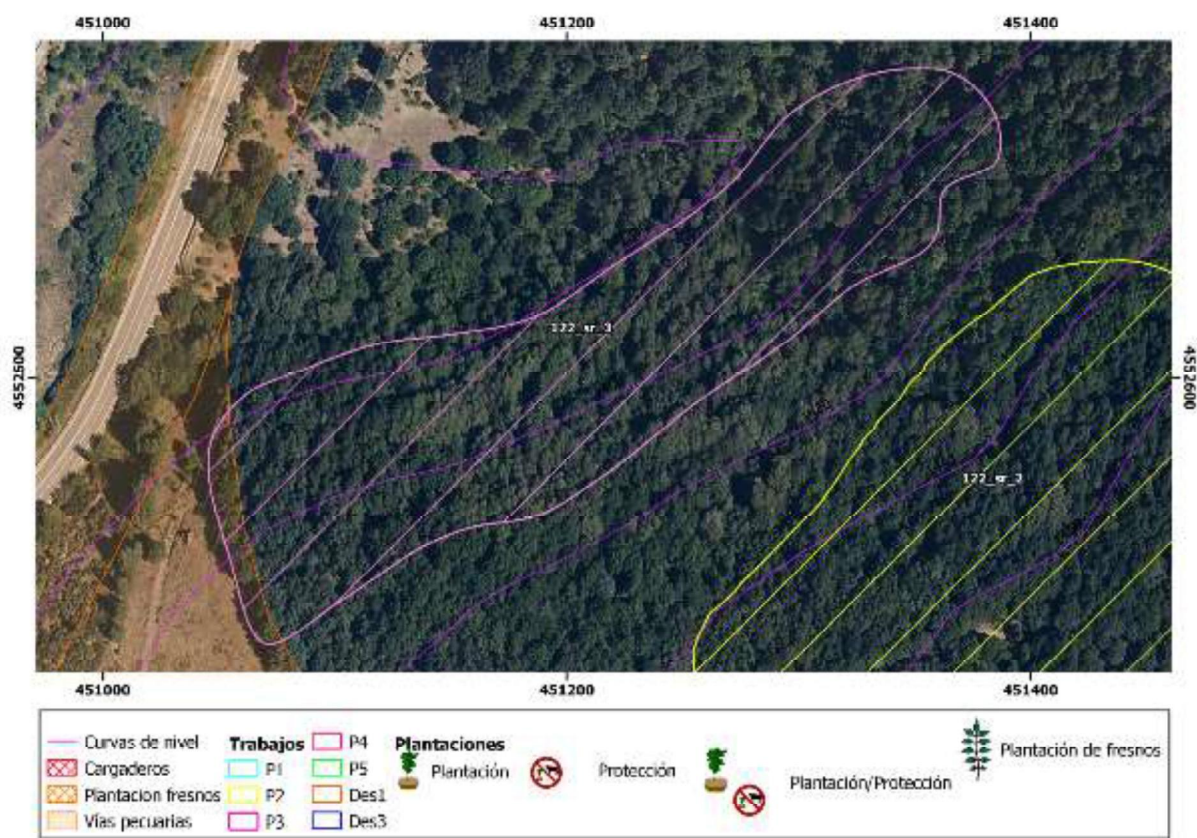 451000 451200 451400
4552600 4552600
122_sr_3
122_sr_2
451000 451200 451400
Curvas de nivel Trabajos P4 Plantaciones
Cargaderos P1 P5 Plantación Protección Plantación/Protección Plantación de fresnos
Plantacion fresnos P2 Des1
Vías pecuarias P3 Des3